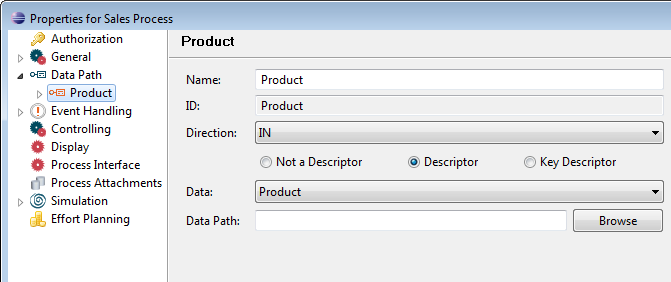 Properties for Sales Process
Authorization
General
Data Path
Product
Event Handling
Controlling
Display
Process Interface
Process Attachments
Simulation
Effort Planning
Product
Name: Product
ID: Product
Direction: IN
Not a Descriptor Descriptor Key Descriptor
Data: Product
Data Path: Browse